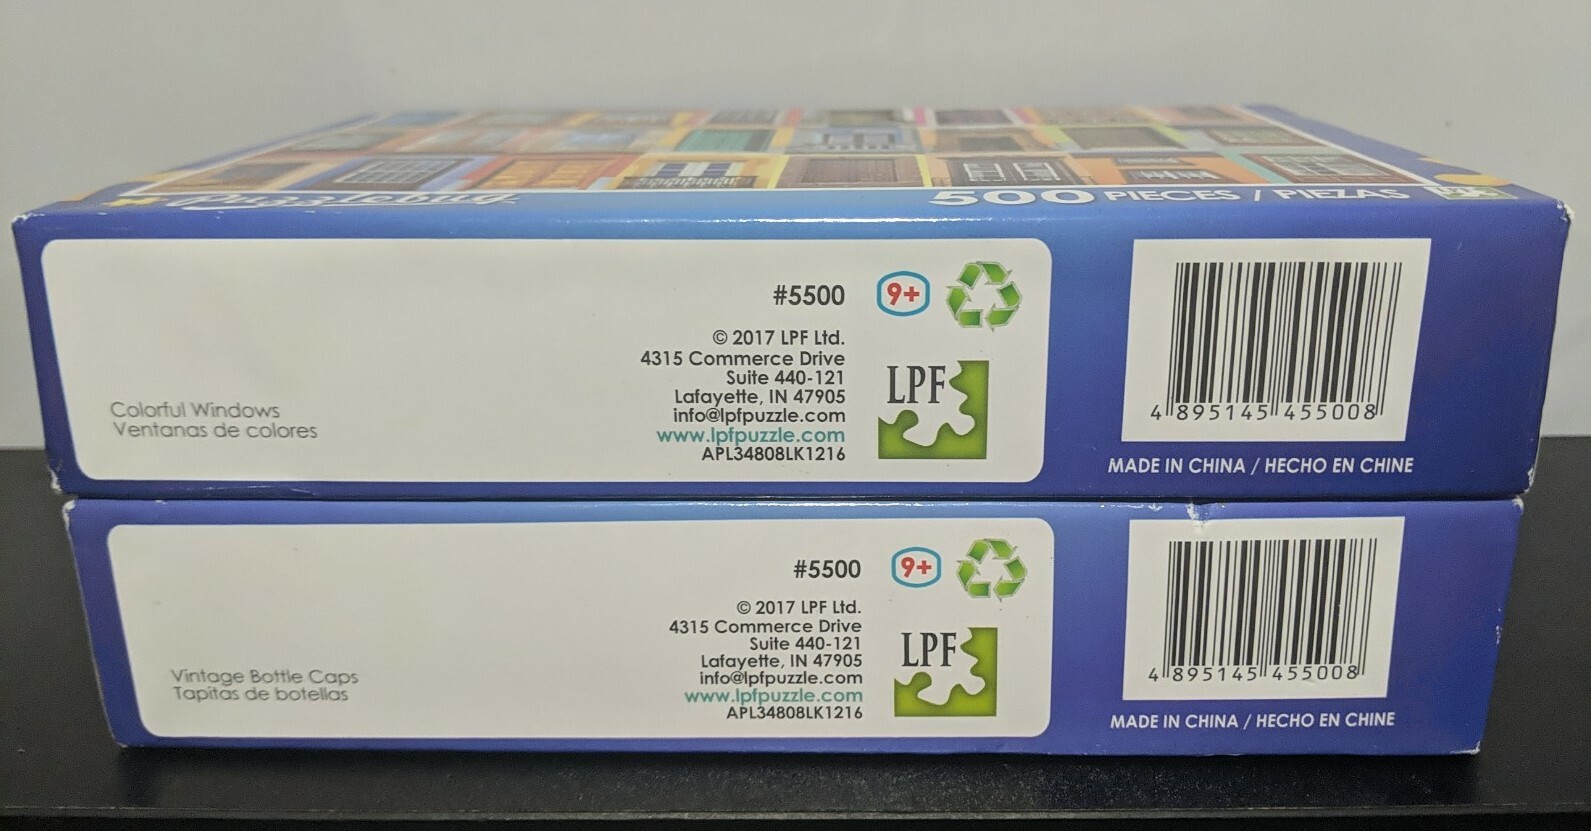 Puzzlebug
500 PIECES / PIEZAS
#5500
9+
© 2017 LPF Ltd.
4315 Commerce Drive
Suite 440-121
Lafayette, IN 47905
info@lpfpuzzle.com
www.lpfpuzzle.com
APL34808LK1216
LPF
Colorful Windows
Ventanas de colores
4 895145 455008
MADE IN CHINA / HECHO EN CHINE
#5500
9+
© 2017 LPF Ltd.
4315 Commerce Drive
Suite 440-121
Lafayette, IN 47905
info@lpfpuzzle.com
www.lpfpuzzle.com
APL34808LK1216
LPF
Vintage Bottle Caps
Tapitas de botellas
4 895145 455008
MADE IN CHINA / HECHO EN CHINE